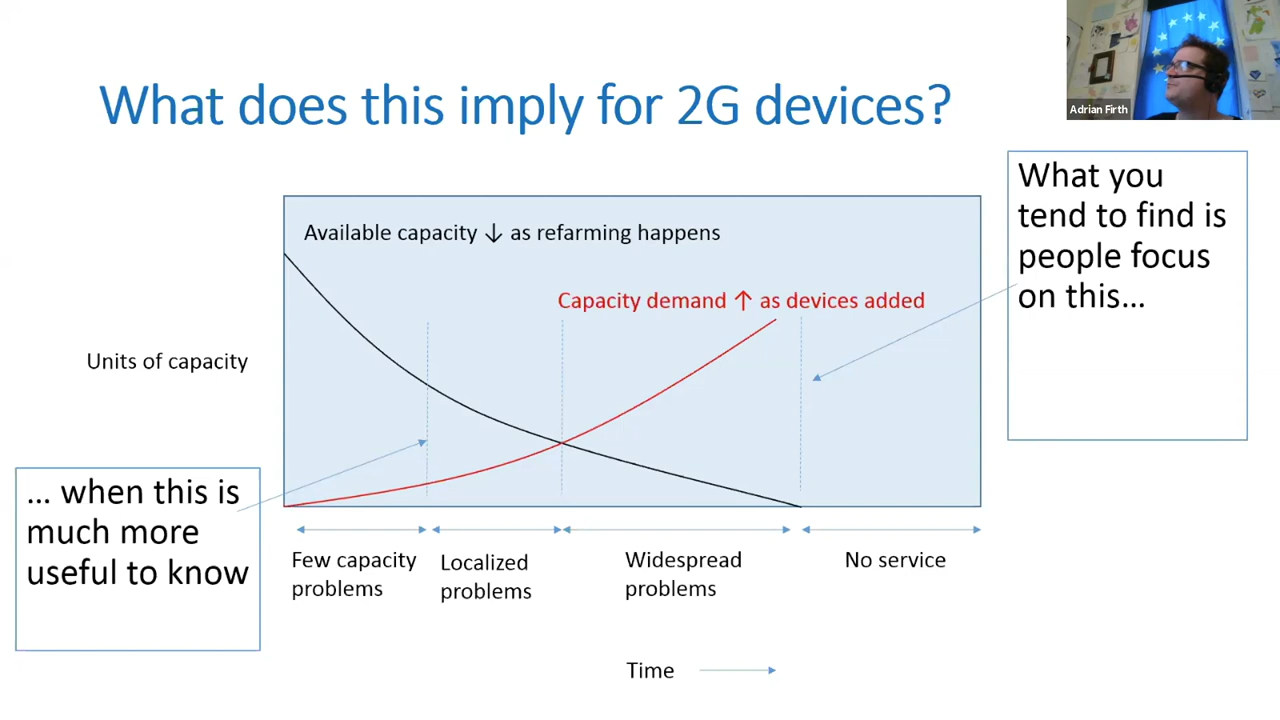 What does this imply for 2G devices?
Adrian Firth
What you
tend to find is
people focus
on this...
Available capacity ↓ as refarming happens
Capacity demand ↑ as devices added
Units of capacity
... when this is
much more
useful to know
Few capacity
problems
Localized
problems
Widespread
problems
No service
Time